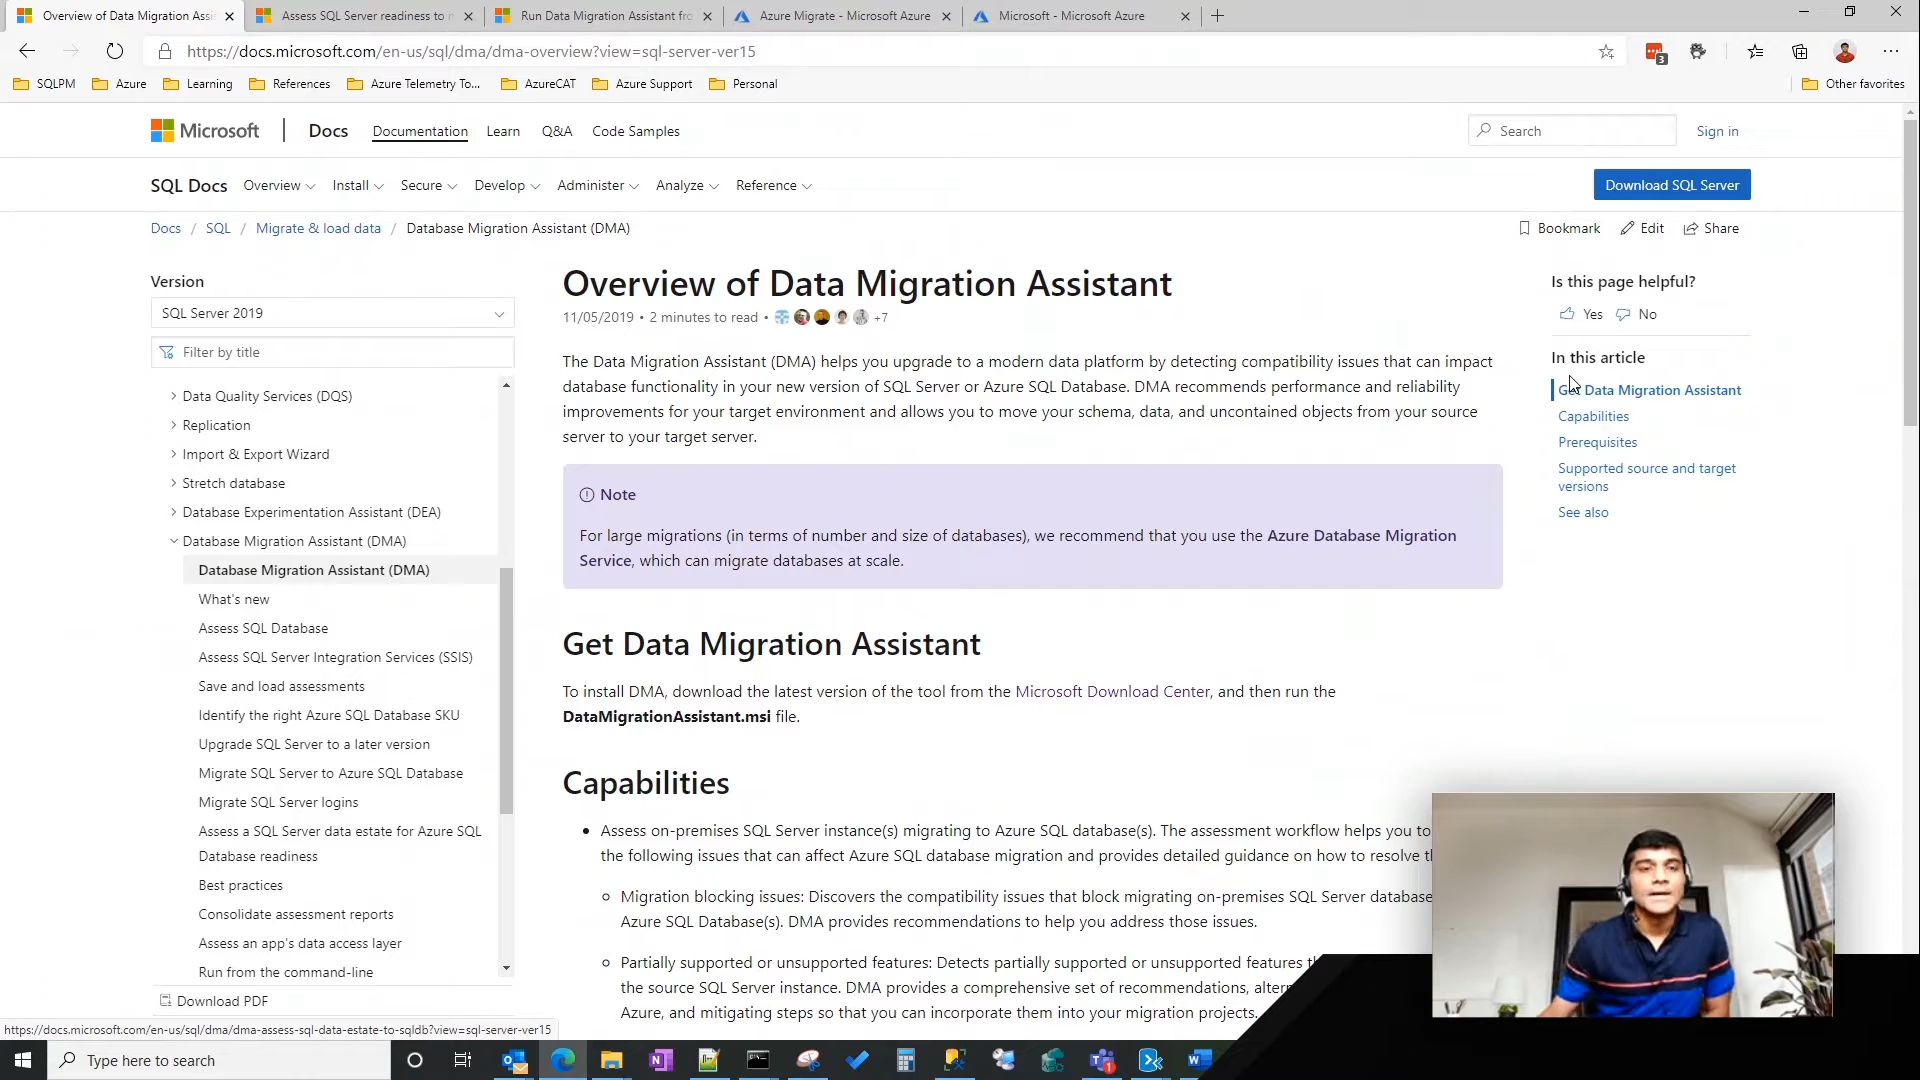 Overview of Data Migration Assis
Assess SQL Server readiness to m
Run Data Migration Assistant fro
Azure Migrate - Microsoft Azure
Microsoft - Microsoft Azure
https://docs.microsoft.com/en-us/sql/dma/dma-overview?view=sql-server-ver15
3
SQLPM
Azure
Learning
References
Azure Telemetry To...
AzureCAT
Azure Support
Personal
Other favorites
Microsoft
Docs
Documentation
Learn
Q&A
Code Samples
Search
Sign in
SQL Docs
Overview
Install
Secure
Develop
Administer
Analyze
Reference
Download SQL Server
Docs / SQL / Migrate & load data / Database Migration Assistant (DMA)
Bookmark
Edit
Share
Version
SQL Server 2019
Filter by title
Data Quality Services (DQS)
Replication
Import & Export Wizard
Stretch database
Database Experimentation Assistant (DEA)
Database Migration Assistant (DMA)
Database Migration Assistant (DMA)
What's new
Assess SQL Database
Assess SQL Server Integration Services (SSIS)
Save and load assessments
Identify the right Azure SQL Database SKU
Upgrade SQL Server to a later version
Migrate SQL Server to Azure SQL Database
Migrate SQL Server logins
Assess a SQL Server data estate for Azure SQL
Database readiness
Best practices
Consolidate assessment reports
Assess an app's data access layer
Run from the command-line
Download PDF
Overview of Data Migration Assistant
11/05/2019 • 2 minutes to read • +7
The Data Migration Assistant (DMA) helps you upgrade to a modern data platform by detecting compatibility issues that can impact
database functionality in your new version of SQL Server or Azure SQL Database. DMA recommends performance and reliability
improvements for your target environment and allows you to move your schema, data, and uncontained objects from your source
server to your target server.
Note
For large migrations (in terms of number and size of databases), we recommend that you use the Azure Database Migration
Service, which can migrate databases at scale.
Get Data Migration Assistant
To install DMA, download the latest version of the tool from the Microsoft Download Center, and then run the
DataMigrationAssistant.msi file.
Capabilities
• Assess on-premises SQL Server instance(s) migrating to Azure SQL database(s). The assessment workflow helps you to
the following issues that can affect Azure SQL database migration and provides detailed guidance on how to resolve th
Migration blocking issues: Discovers the compatibility issues that block migrating on-premises SQL Server database
Azure SQL Database(s). DMA provides recommendations to help you address those issues.
Partially supported or unsupported features: Detects partially supported or unsupported features t
the source SQL Server instance. DMA provides a comprehensive set of recommendations, altern
Azure, and mitigating steps so that you can incorporate them into your migration projects.
Is this page helpful?
Yes
No
In this article
Get Data Migration Assistant
Capabilities
Prerequisites
Supported source and target
versions
See also
https://docs.microsoft.com/en-us/sql/dma/dma-assess-sql-data-estate-to-sqldb?view=sql-server-ver15
Type here to search